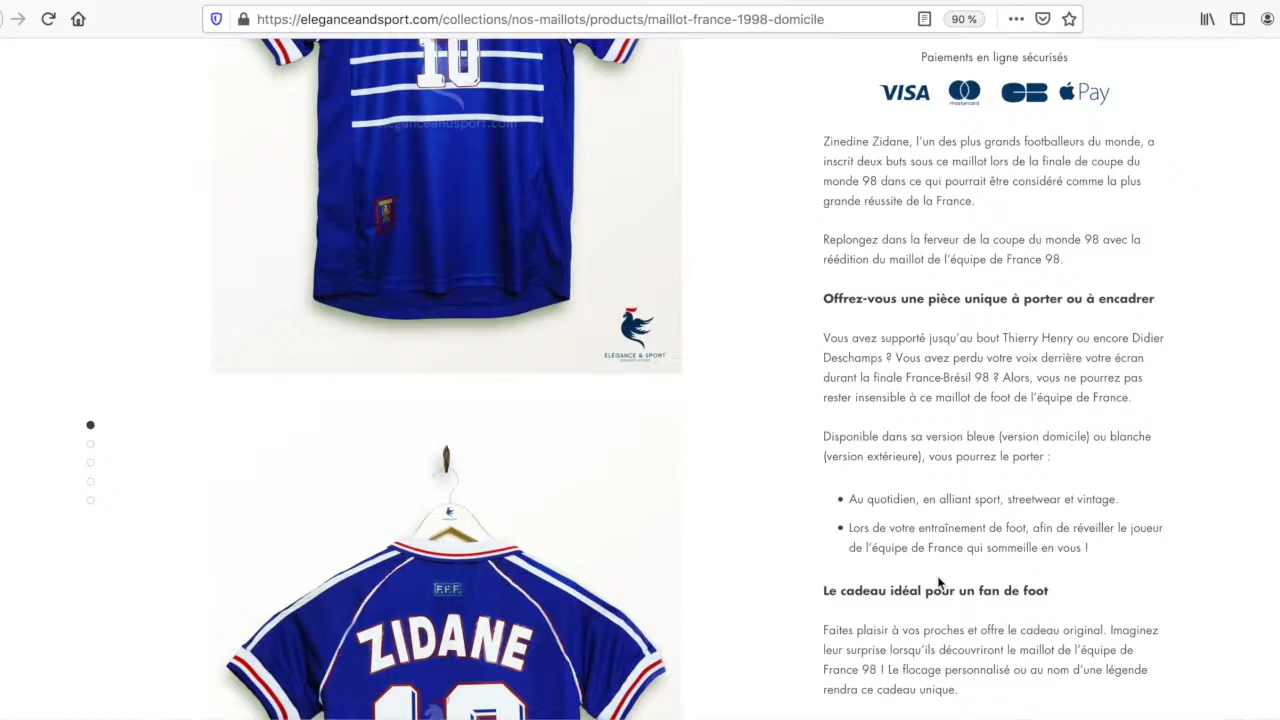 https://eleganceandsport.com/collections/nos-maillots/products/maillot-france-1998-domicile
90 %
10
eleganceandsport.com
ELÉGANCE & SPORT
F.F.F.
ZIDANE
10
Paiements en ligne sécurisés
VISA
mastercard
CB
Pay
Zinedine Zidane, l'un des plus grands footballeurs du monde, a
inscrit deux buts sous ce maillot lors de la finale de coupe du
monde 98 dans ce qui pourrait être considéré comme la plus
grande réussite de la France.
Replongez dans la ferveur de la coupe du monde 98 avec la
réédition du maillot de l'équipe de France 98.
Offrez-vous une pièce unique à porter ou à encadrer
Vous avez supporté jusqu'au bout Thierry Henry ou encore Didier
Deschamps ? Vous avez perdu votre voix derrière votre écran
durant la finale France-Brésil 98 ? Alors, vous ne pourrez pas
rester insensible à ce maillot de foot de l'équipe de France.
Disponible dans sa version bleue (version domicile) ou blanche
(version extérieure), vous pourrez le porter :
• Au quotidien, en alliant sport, streetwear et vintage.
• Lors de votre entraînement de foot, afin de réveiller le joueur
de l'équipe de France qui sommeille en vous !
Le cadeau idéal pour un fan de foot
Faites plaisir à vos proches et offre le cadeau original. Imaginez
leur surprise lorsqu'ils découvriront le maillot de l'équipe de
France 98 ! Le flocage personnalisé ou au nom d'une légende
rendra ce cadeau unique.